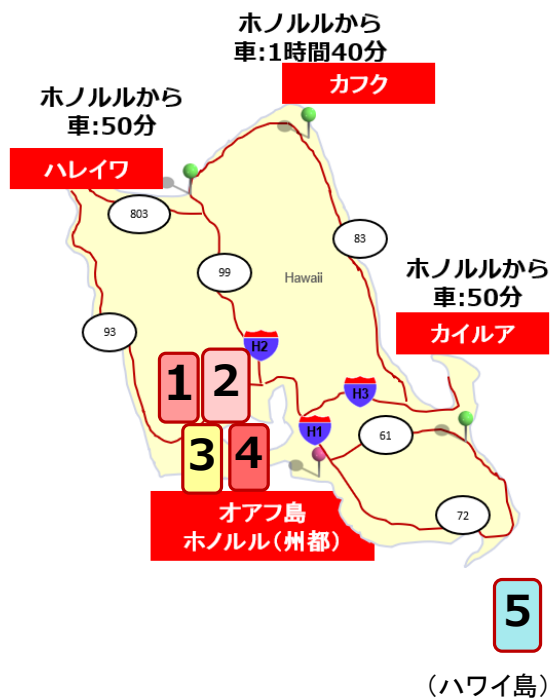 ホノルルから
車:1時間40分
カフク
ホノルルから
車:50分
ハレイワ
803
83
99
Hawaii
ホノルルから
車:50分
カイルア
93
H2
1
2
H3
H1
61
3
4
72
オアフ島
ホノルル(州都)
5
(ハワイ島)